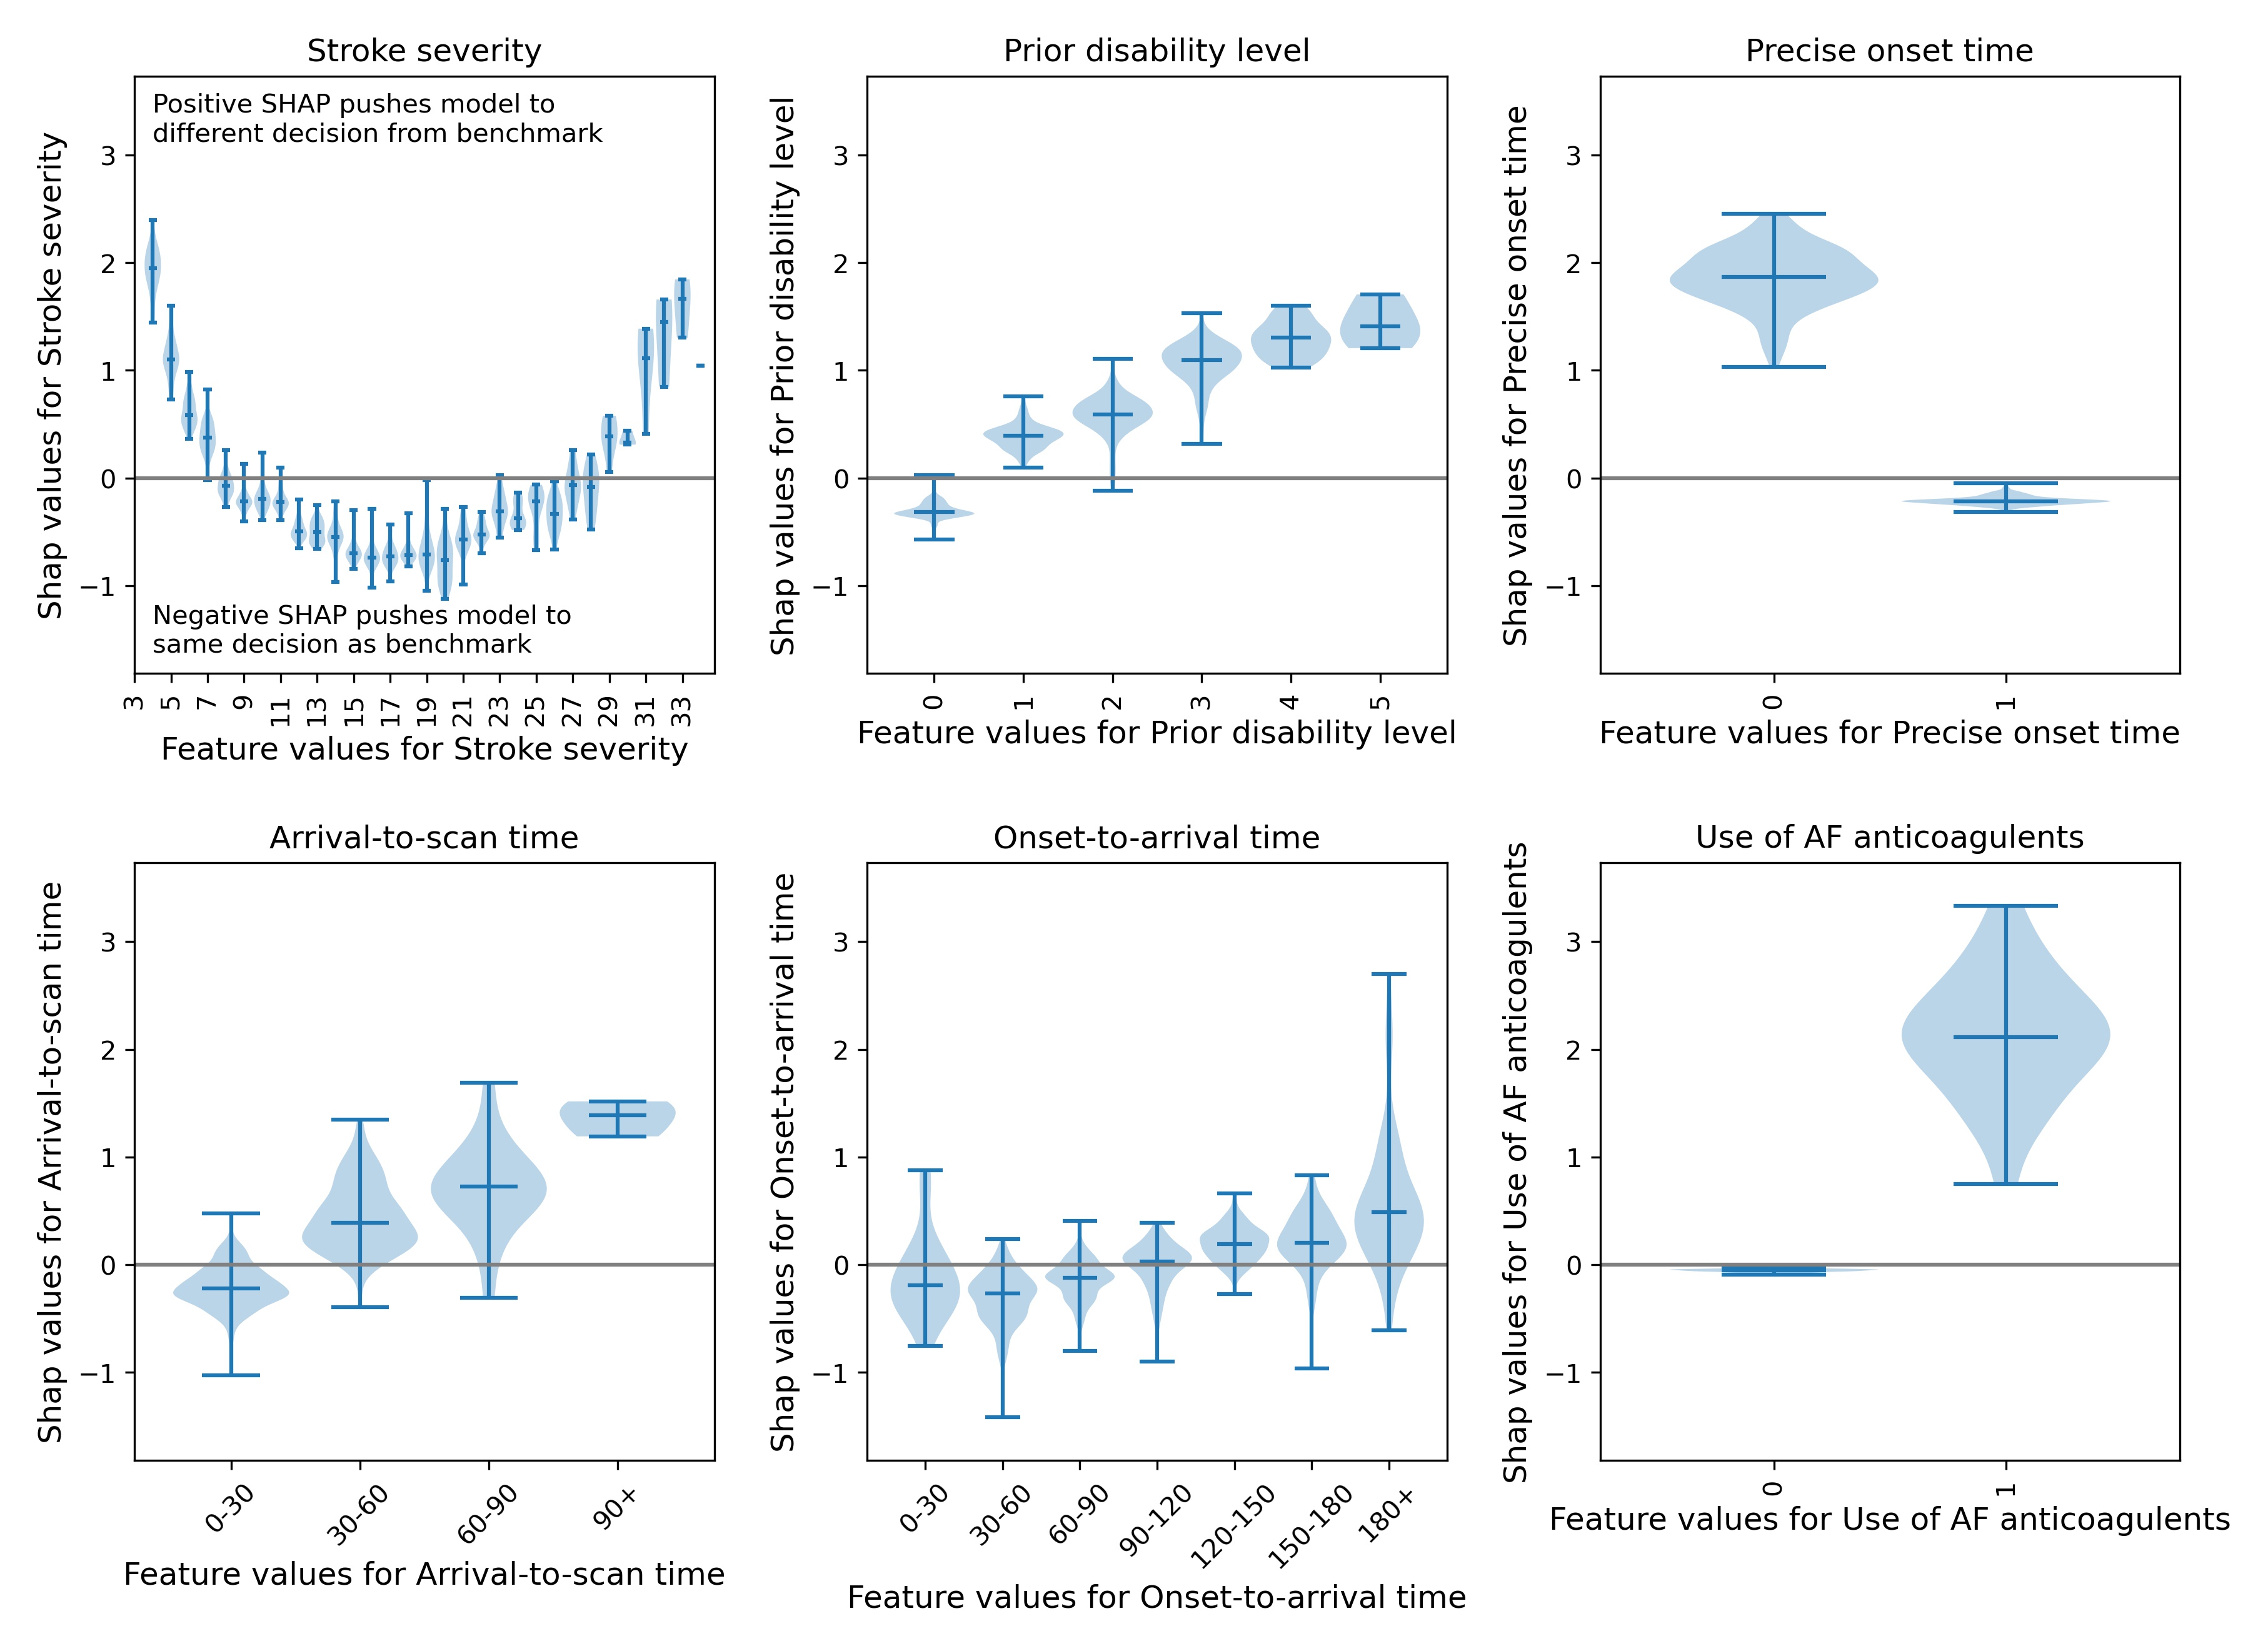 Stroke severity
Positive SHAP pushes model to
different decision from benchmark
Negative SHAP pushes model to
same decision as benchmark
Shap values for Stroke severity
3
2
1
0
−1
3 5 7 9 11 13 15 17 19 21 23 25 27 29 31 33
Feature values for Stroke severity
Prior disability level
Shap values for Prior disability level
3
2
1
0
−1
0 1 2 3 4 5
Feature values for Prior disability level
Precise onset time
Shap values for Precise onset time
3
2
1
0
−1
0 1
Feature values for Precise onset time
Arrival-to-scan time
Shap values for Arrival-to-scan time
3
2
1
0
−1
0-30 30-60 60-90 90+
Feature values for Arrival-to-scan time
Onset-to-arrival time
Shap values for Onset-to-arrival time
3
2
1
0
−1
0-30 30-60 60-90 90-120 120-150 150-180 180+
Feature values for Onset-to-arrival time
Use of AF anticoagulents
Shap values for Use of AF anticoagulents
3
2
1
0
−1
0 1
Feature values for Use of AF anticoagulents